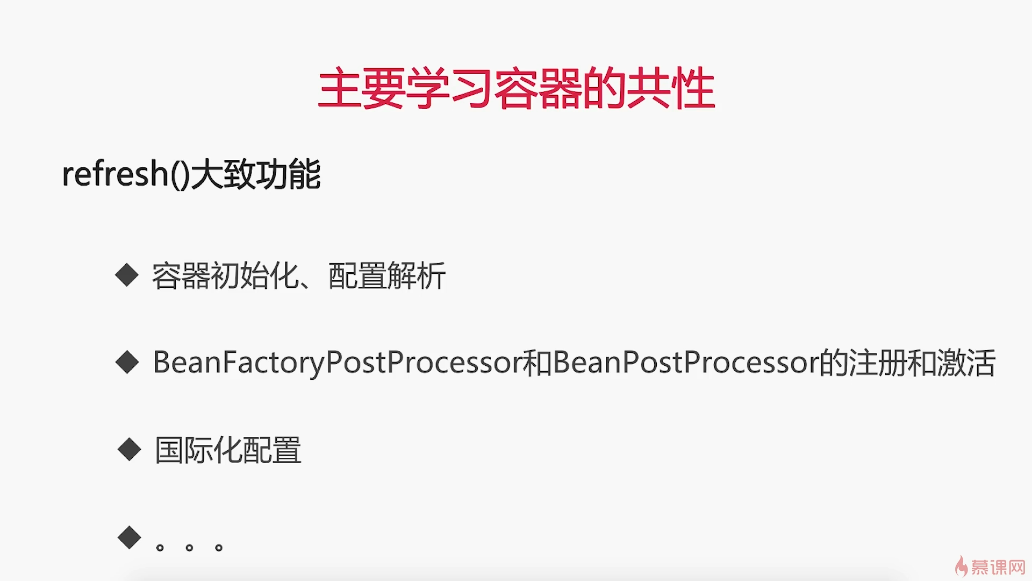 主要学习容器的共性
refresh()大致功能
◆ 容器初始化、配置解析
◆ BeanFactoryPostProcessor和BeanPostProcessor的注册和激活
◆ 国际化配置
◆ 。。。
慕课网